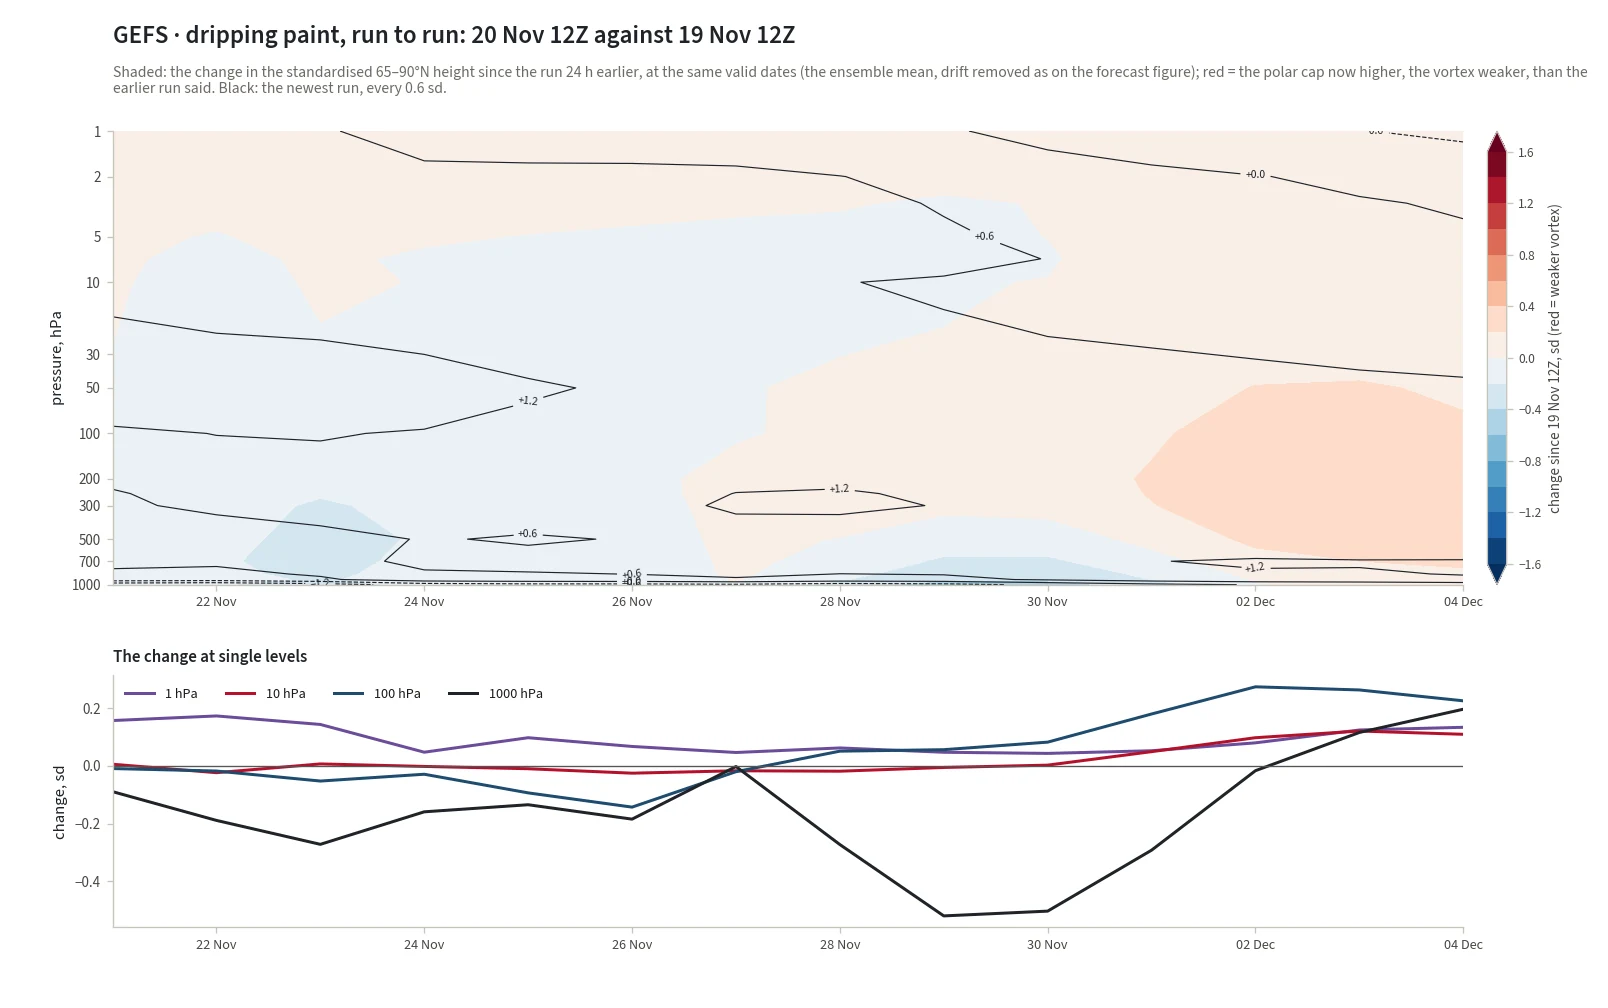 GEFS · dripping paint, run to run: 20 Nov 12Z against 19 Nov 12Z
Shaded: the change in the standardised 65–90°N height since the run 24 h earlier, at the same valid dates (the ensemble mean, drift removed as on the forecast figure); red = the polar cap now higher, the vortex weaker, than the
earlier run said. Black: the newest run, every 0.6 sd.
pressure, hPa
1
2
5
10
30
50
100
200
300
500
700
1000
+0.0
+0.6
+1.2
+1.2
+0.6
+0.6
+1.2
22 Nov
24 Nov
26 Nov
28 Nov
30 Nov
02 Dec
04 Dec
1.6
1.2
0.8
0.4
0.0
−0.4
−0.8
−1.2
−1.6
change since 19 Nov 12Z, sd (red = weaker vortex)
The change at single levels
1 hPa
10 hPa
100 hPa
1000 hPa
change, sd
0.2
0.0
−0.2
−0.4
22 Nov
24 Nov
26 Nov
28 Nov
30 Nov
02 Dec
04 Dec